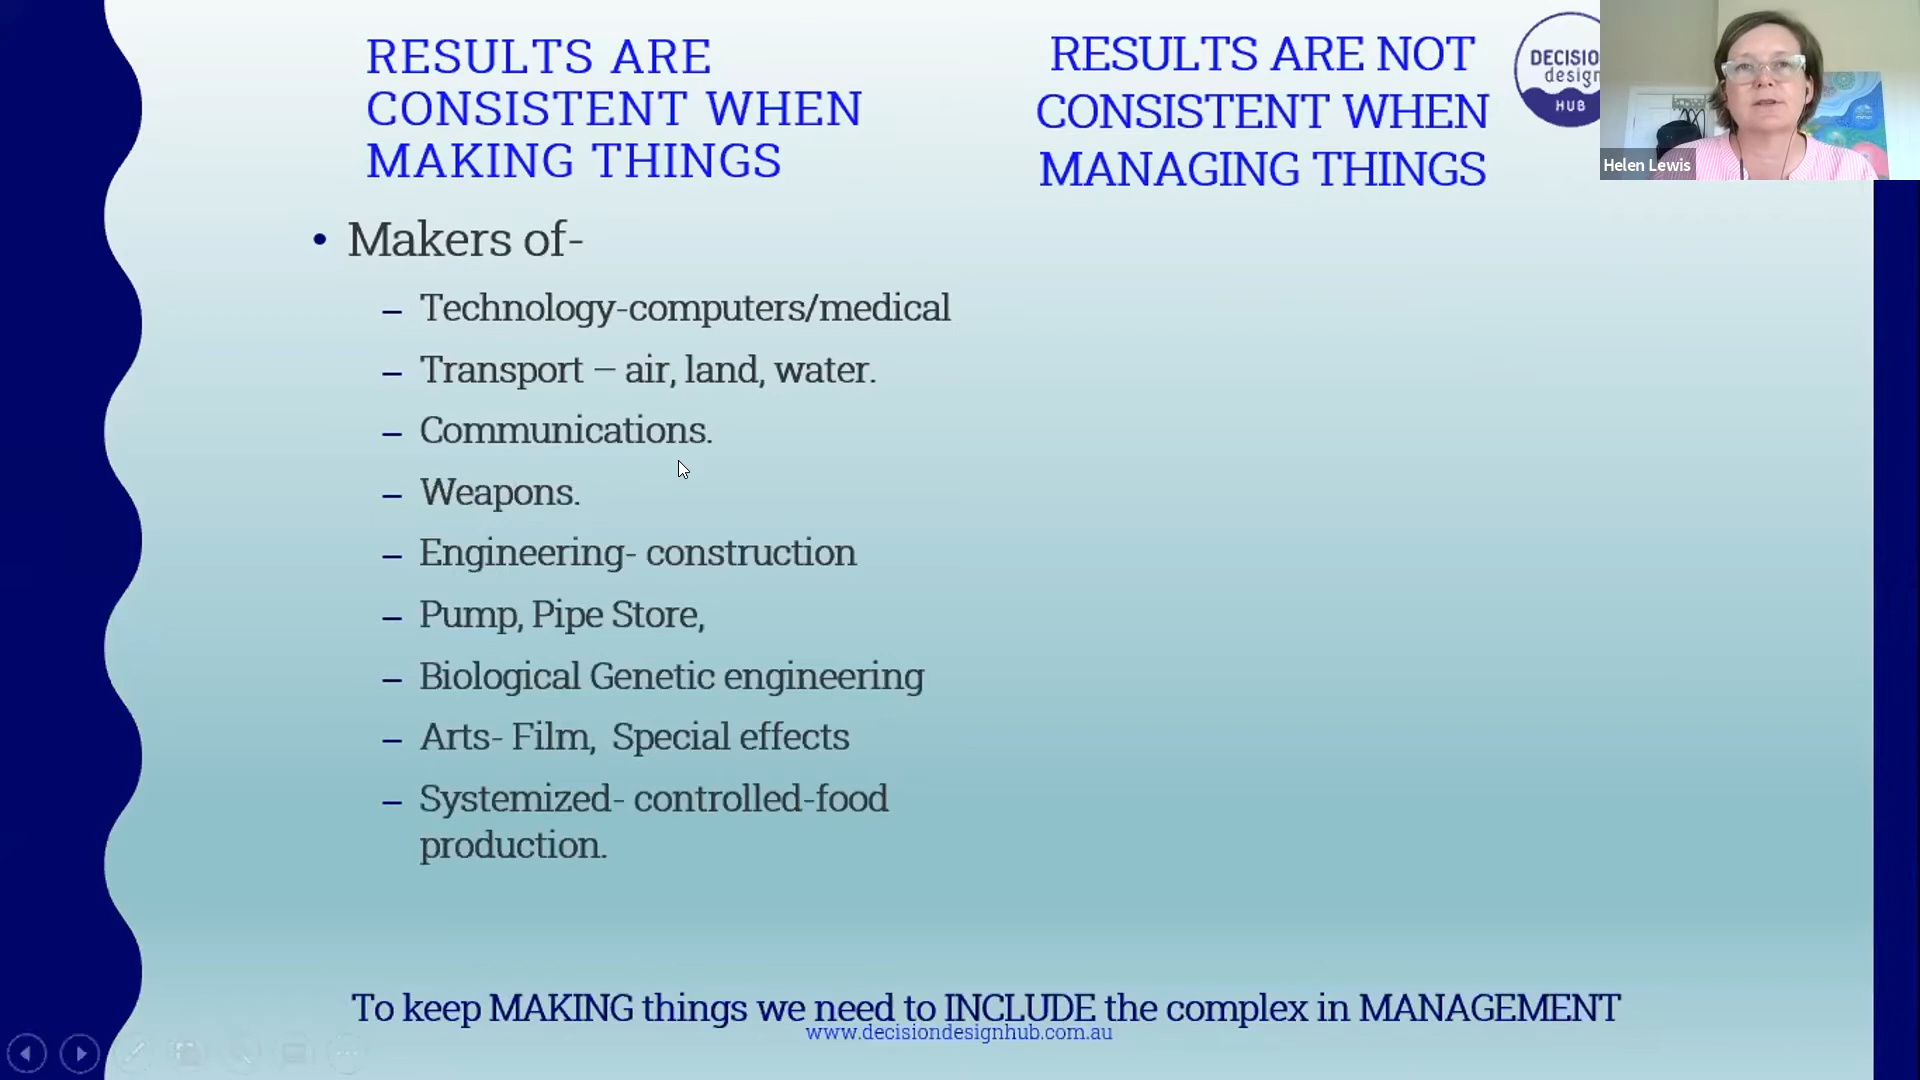 RESULTS ARE
CONSISTENT WHEN
MAKING THINGS
RESULTS ARE NOT
CONSISTENT WHEN
MANAGING THINGS
DECISIO
design
HUB
Helen Lewis
• Makers of-
– Technology-computers/medical
– Transport – air, land, water.
– Communications.
– Weapons.
– Engineering- construction
– Pump, Pipe Store,
– Biological Genetic engineering
– Arts- Film, Special effects
– Systemized- controlled-food
production.
To keep MAKING things we need to INCLUDE the complex in MANAGEMENT
www.decisiondesignhub.com.au